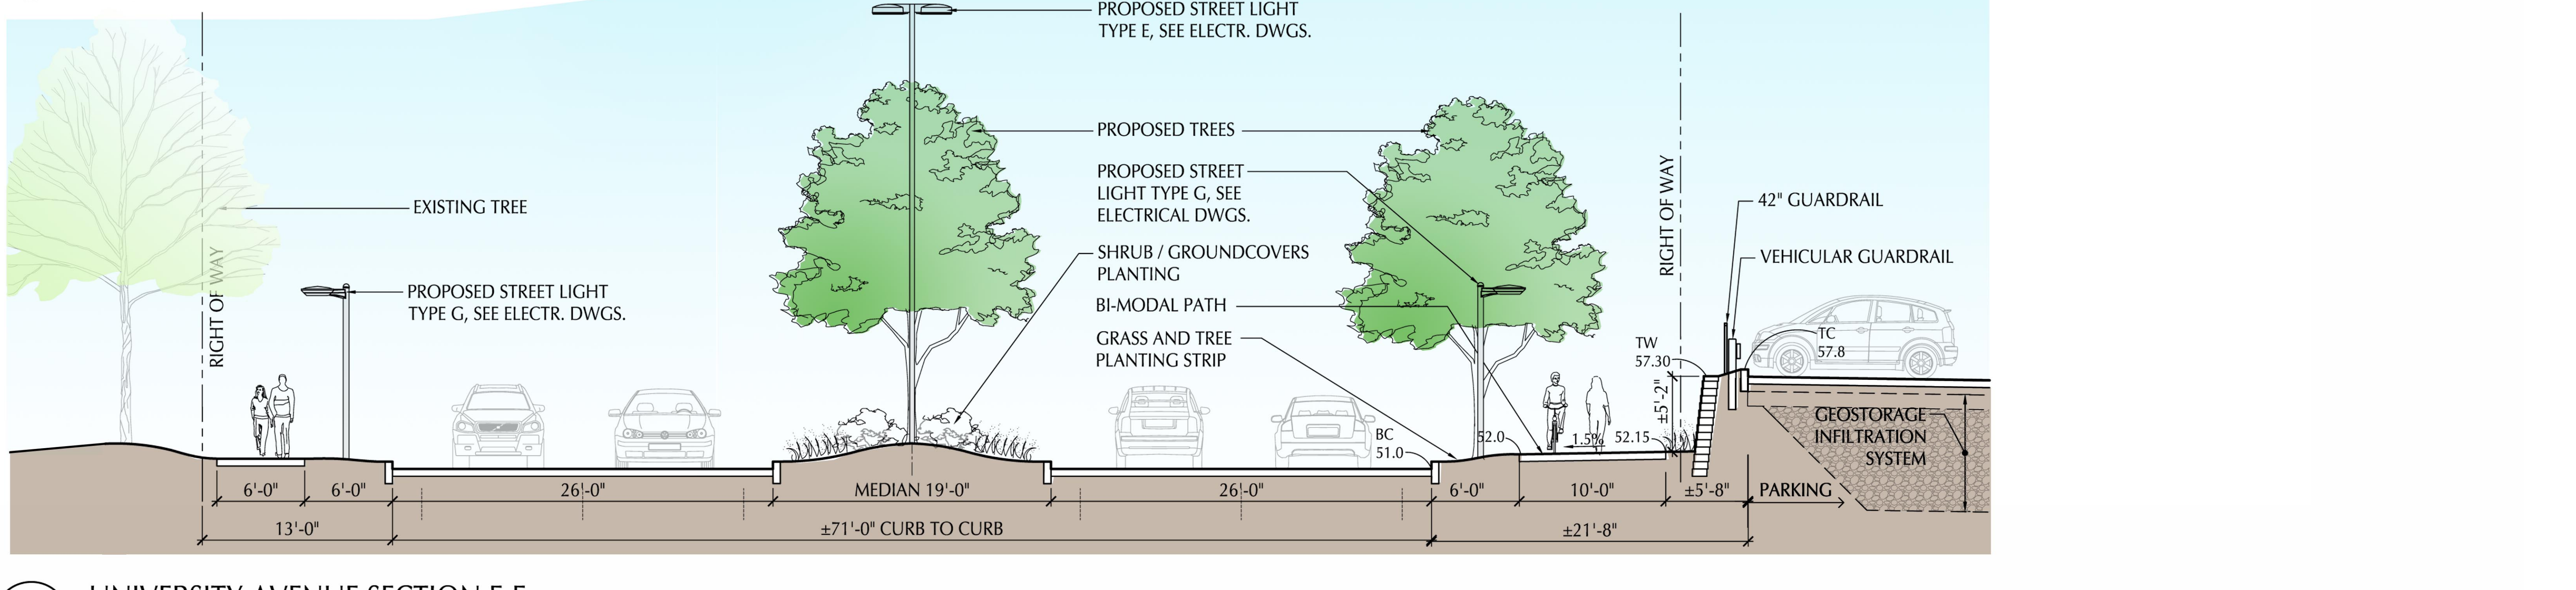 PROPOSED STREET LIGHT
TYPE E, SEE ELECTR. DWGS.
PROPOSED TREES
PROPOSED STREET
LIGHT TYPE G, SEE
ELECTRICAL DWGS.
RIGHT OF WAY
42" GUARDRAIL
EXISTING TREE
SHRUB / GROUNDCOVERS
PLANTING
VEHICULAR GUARDRAIL
RIGHT OF WAY
PROPOSED STREET LIGHT
TYPE G, SEE ELECTR. DWGS.
BI-MODAL PATH
GRASS AND TREE
PLANTING STRIP
TW
57.30
TC
57.8
±5'-2"
GEOSTORAGE
INFILTRATION
SYSTEM
BC
51.0
52.0
1.5%
52.15
6'-0"
6'-0"
26'-0"
MEDIAN 19'-0"
26'-0"
6'-0"
10'-0"
±5'-8"
PARKING
13'-0"
±71'-0" CURB TO CURB
±21'-8"
UNIVERSITY AVENUE SECTION